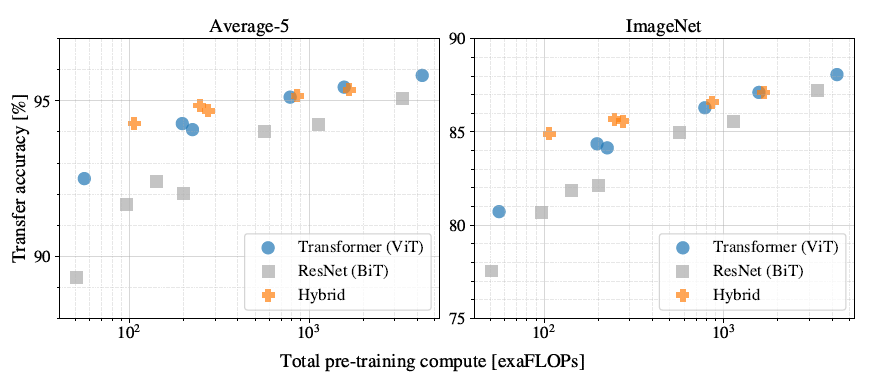 Average-5
ImageNet
Transfer accuracy [%]
95
90
10²
10³
Transformer (ViT)
ResNet (BiT)
Hybrid
90
85
80
75
10²
10³
Transformer (ViT)
ResNet (BiT)
Hybrid
Total pre-training compute [exaFLOPs]